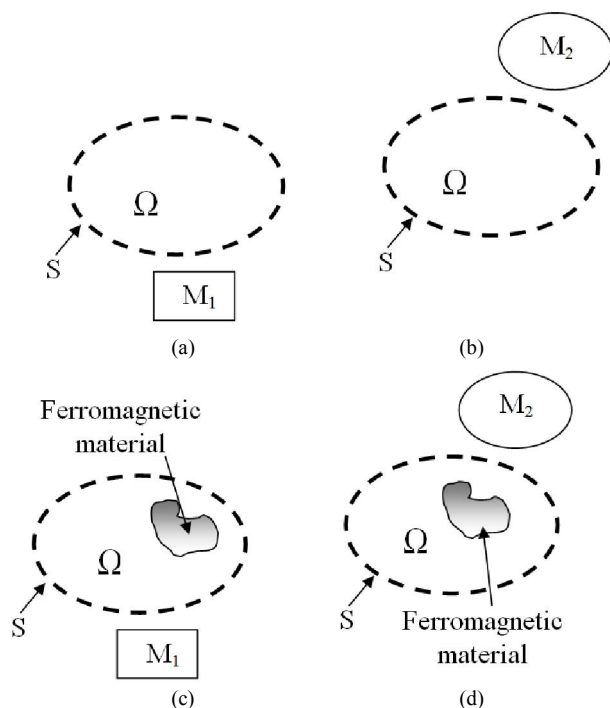 M₂
Ω
S
M₁
Ω
S
(a)
(b)
Ferromagnetic
material
Ω
S
M₁
(c)
M₂
Ω
S
Ferromagnetic
material
(d)